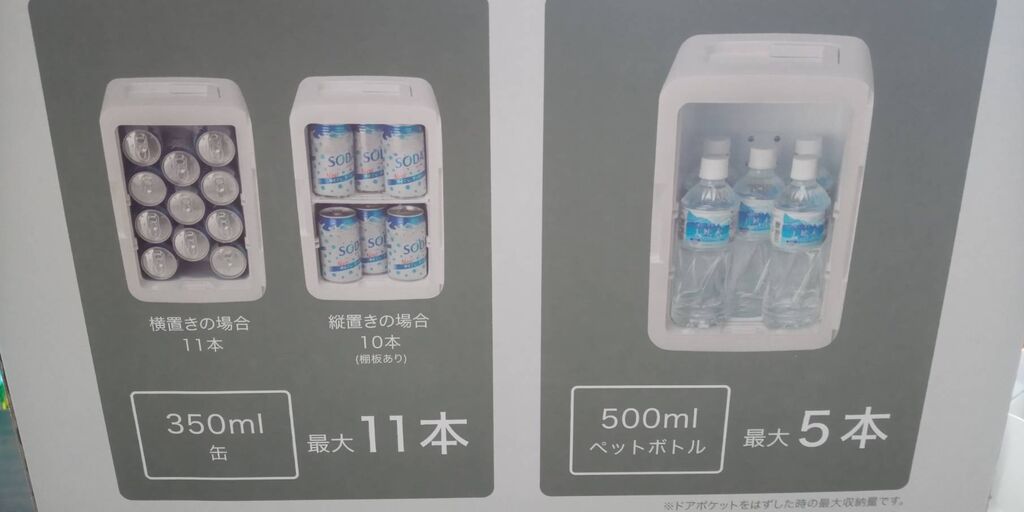 SODA
SODA
SODA
SODA
SODA
SODA
横置きの場合
11本
縦置きの場合
10本
(棚板あり)
350ml
缶
最大11本
500ml
ペットボトル
最大5本
※ドアポケットをはずした時の最大収納量です。